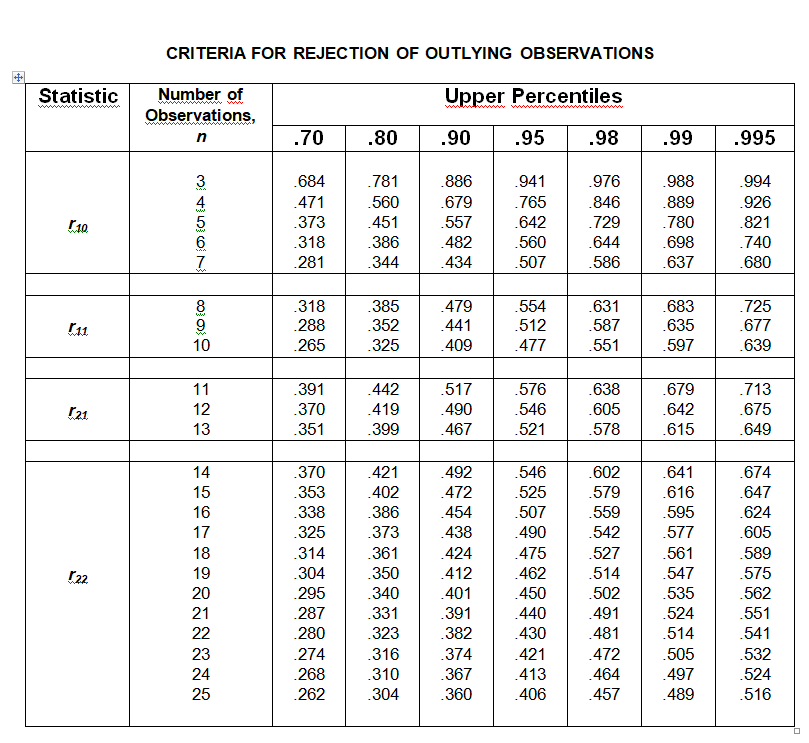 CRITERIA FOR REJECTION OF OUTLYING OBSERVATIONS
Statistic Number of Observations, n Upper Percentiles
.70 .80 .90 .95 .98 .99 .995
r10
3 .684 .781 .886 .941 .976 .988 .994
4 .471 .560 .679 .765 .846 .889 .926
5 .373 .451 .557 .642 .729 .780 .821
6 .318 .386 .482 .560 .644 .698 .740
7 .281 .344 .434 .507 .586 .637 .680
r11
8 .318 .385 .479 .554 .631 .683 .725
9 .288 .352 .441 .512 .587 .635 .677
10 .265 .325 .409 .477 .551 .597 .639
r21
11 .391 .442 .517 .576 .638 .679 .713
12 .370 .419 .490 .546 .605 .642 .675
13 .351 .399 .467 .521 .578 .615 .649
r22
14 .370 .421 .492 .546 .602 .641 .674
15 .353 .402 .472 .525 .579 .616 .647
16 .338 .386 .454 .507 .559 .595 .624
17 .325 .373 .438 .490 .542 .577 .605
18 .314 .361 .424 .475 .527 .561 .589
19 .304 .350 .412 .462 .514 .547 .575
20 .295 .340 .401 .450 .502 .535 .562
21 .287 .331 .391 .440 .491 .524 .551
22 .280 .323 .382 .430 .481 .514 .541
23 .274 .316 .374 .421 .472 .505 .532
24 .268 .310 .367 .413 .464 .497 .524
25 .262 .304 .360 .406 .457 .489 .516